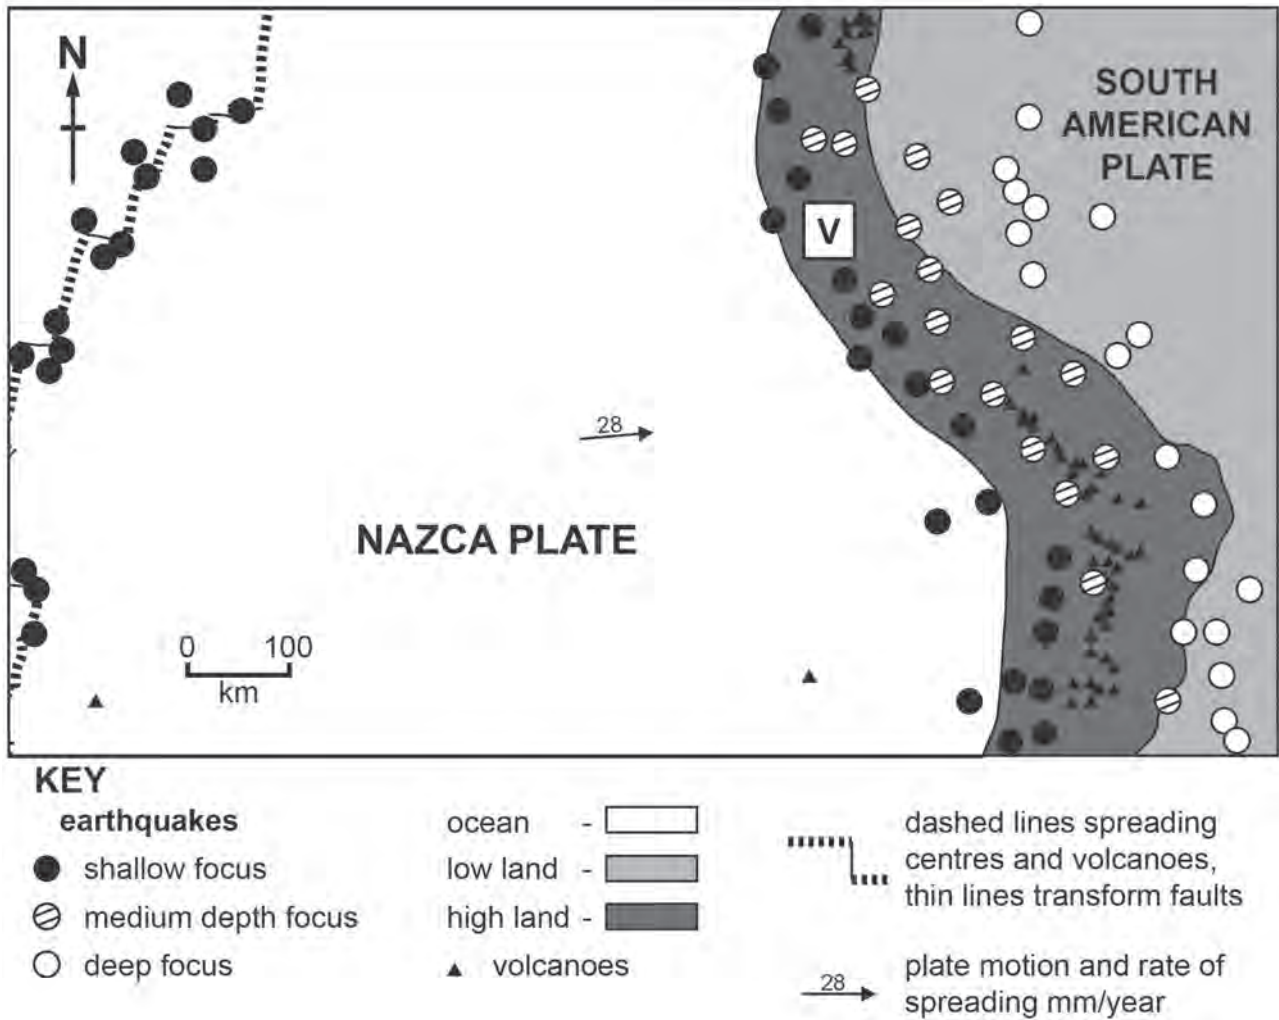 N
SOUTH
AMERICAN
PLATE
V
28
NAZCA PLATE
0 100
km
KEY
earthquakes
shallow focus
medium depth focus
deep focus
ocean -
low land -
high land -
volcanoes
dashed lines spreading
centres and volcanoes,
thin lines transform faults
28
plate motion and rate of
spreading mm/year